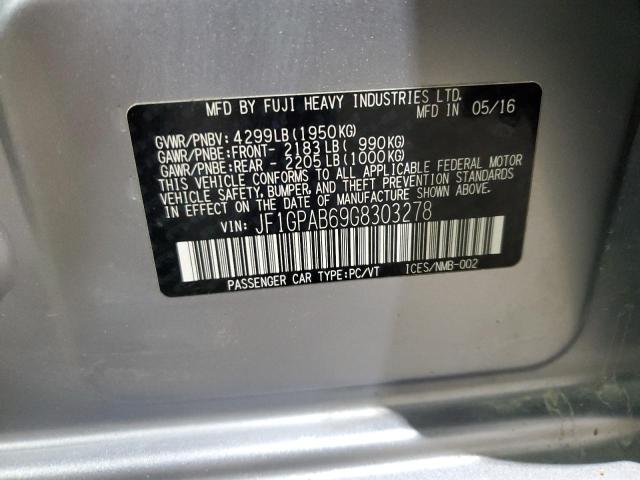 MFD BY FUJI HEAVY INDUSTRIES LTD.
MFD IN 05/16
GVWR/PNBV: 4299LB(1950KG)
GAWR/PNBE:FRONT- 2183LB( 990KG)
GAWR/PNBE:REAR - 2205LB(1000KG)
THIS VEHICLE CONFORMS TO ALL APPLICABLE FEDERAL MOTOR
VEHICLE SAFETY, BUMPER, AND THEFT PREVENTION STANDARDS
IN EFFECT ON THE DATE OF MANUFACTURE SHOWN ABOVE.
VIN: JF1GPAB69G8303278
PASSENGER CAR TYPE:PC/VT ICES/NMB-002